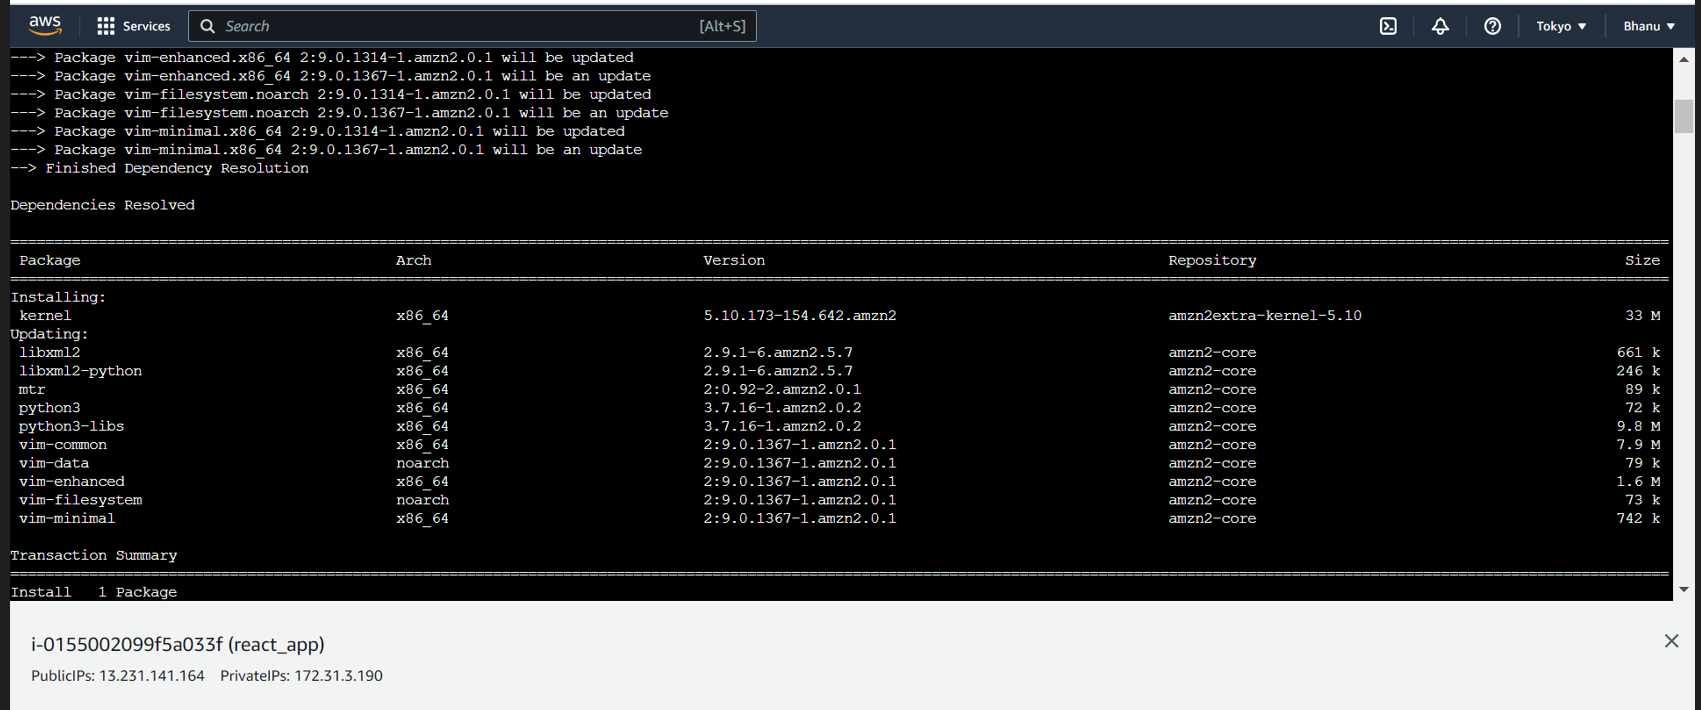 aws Services Search [Alt+S] Tokyo Bhanu
---> Package vim-enhanced.x86_64 2:9.0.1314-1.amzn2.0.1 will be updated
---> Package vim-enhanced.x86_64 2:9.0.1367-1.amzn2.0.1 will be an update
---> Package vim-filesystem.noarch 2:9.0.1314-1.amzn2.0.1 will be updated
---> Package vim-filesystem.noarch 2:9.0.1367-1.amzn2.0.1 will be an update
---> Package vim-minimal.x86_64 2:9.0.1314-1.amzn2.0.1 will be updated
---> Package vim-minimal.x86_64 2:9.0.1367-1.amzn2.0.1 will be an update
--> Finished Dependency Resolution
Dependencies Resolved
Package Arch Version Repository Size
Installing:
kernel x86_64 5.10.173-154.642.amzn2 amzn2extra-kernel-5.10 33 M
Updating:
libxml2 x86_64 2.9.1-6.amzn2.5.7 amzn2-core 661 k
libxml2-python x86_64 2.9.1-6.amzn2.5.7 amzn2-core 246 k
mtr x86_64 2:0.92-2.amzn2.0.1 amzn2-core 89 k
python3 x86_64 3.7.16-1.amzn2.0.2 amzn2-core 72 k
python3-libs x86_64 3.7.16-1.amzn2.0.2 amzn2-core 9.8 M
vim-common x86_64 2:9.0.1367-1.amzn2.0.1 amzn2-core 7.9 M
vim-data noarch 2:9.0.1367-1.amzn2.0.1 amzn2-core 79 k
vim-enhanced x86_64 2:9.0.1367-1.amzn2.0.1 amzn2-core 1.6 M
vim-filesystem noarch 2:9.0.1367-1.amzn2.0.1 amzn2-core 73 k
vim-minimal x86_64 2:9.0.1367-1.amzn2.0.1 amzn2-core 742 k
Transaction Summary
Install 1 Package
i-0155002099f5a033f (react_app)
PublicIPs: 13.231.141.164 PrivateIPs: 172.31.3.190